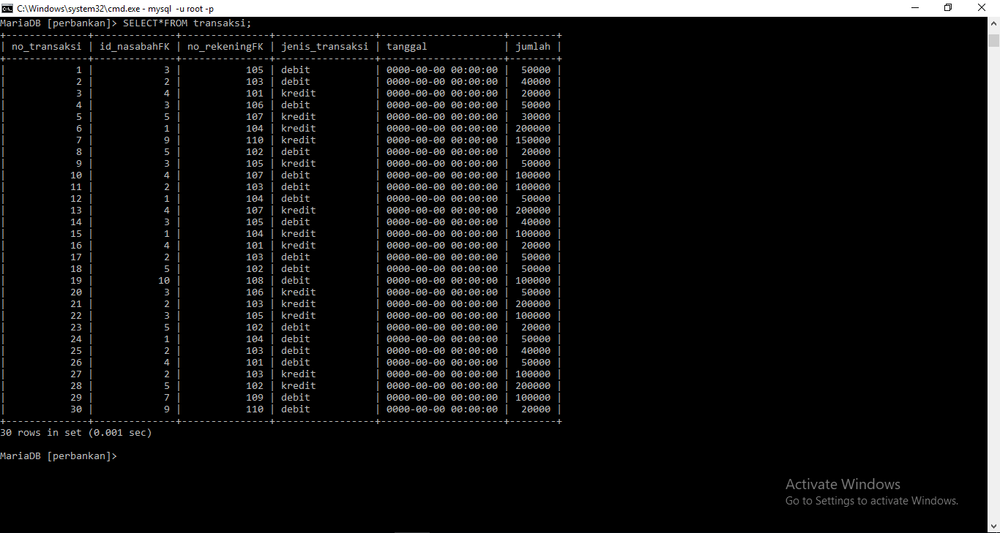 C:\Windows\system32\cmd.exe - mysql  -u root -p
MariaDB [perbankan]> SELECT*FROM transaksi;
+--------------+--------------+---------------+-----------------+---------------------+--------+
| no_transaksi | id_nasabahFK | no_rekeningFK | jenis_transaksi | tanggal             | jumlah |
+--------------+--------------+---------------+-----------------+---------------------+--------+
|            1 |            3 |           105 | debit           | 0000-00-00 00:00:00 |  50000 |
|            2 |            2 |           103 | debit           | 0000-00-00 00:00:00 |  40000 |
|            3 |            4 |           101 | kredit          | 0000-00-00 00:00:00 |  20000 |
|            4 |            3 |           106 | debit           | 0000-00-00 00:00:00 |  50000 |
|            5 |            5 |           107 | kredit          | 0000-00-00 00:00:00 |  30000 |
|            6 |            1 |           104 | kredit          | 0000-00-00 00:00:00 | 200000 |
|            7 |            9 |           110 | kredit          | 0000-00-00 00:00:00 | 150000 |
|            8 |            5 |           102 | debit           | 0000-00-00 00:00:00 |  20000 |
|            9 |            3 |           105 | kredit          | 0000-00-00 00:00:00 |  50000 |
|           10 |            4 |           107 | debit           | 0000-00-00 00:00:00 | 100000 |
|           11 |            2 |           103 | debit           | 0000-00-00 00:00:00 | 100000 |
|           12 |            1 |           104 | debit           | 0000-00-00 00:00:00 |  50000 |
|           13 |            4 |           107 | kredit          | 0000-00-00 00:00:00 | 200000 |
|           14 |            3 |           105 | debit           | 0000-00-00 00:00:00 |  40000 |
|           15 |            1 |           104 | kredit          | 0000-00-00 00:00:00 | 100000 |
|           16 |            4 |           101 | kredit          | 0000-00-00 00:00:00 |  20000 |
|           17 |            2 |           103 | debit           | 0000-00-00 00:00:00 |  50000 |
|           18 |            5 |           102 | debit           | 0000-00-00 00:00:00 |  50000 |
|           19 |           10 |           108 | debit           | 0000-00-00 00:00:00 | 100000 |
|           20 |            3 |           106 | kredit          | 0000-00-00 00:00:00 |  50000 |
|           21 |            2 |           103 | kredit          | 0000-00-00 00:00:00 | 200000 |
|           22 |            3 |           105 | kredit          | 0000-00-00 00:00:00 | 100000 |
|           23 |            5 |           102 | debit           | 0000-00-00 00:00:00 |  20000 |
|           24 |            1 |           104 | debit           | 0000-00-00 00:00:00 |  50000 |
|           25 |            2 |           103 | debit           | 0000-00-00 00:00:00 |  40000 |
|           26 |            4 |           101 | debit           | 0000-00-00 00:00:00 |  50000 |
|           27 |            2 |           103 | kredit          | 0000-00-00 00:00:00 | 100000 |
|           28 |            5 |           102 | kredit          | 0000-00-00 00:00:00 | 200000 |
|           29 |            7 |           109 | debit           | 0000-00-00 00:00:00 | 100000 |
|           30 |            9 |           110 | debit           | 0000-00-00 00:00:00 |  20000 |
+--------------+--------------+---------------+-----------------+---------------------+--------+
30 rows in set (0.001 sec)
MariaDB [perbankan]>
Activate Windows
Go to Settings to activate Windows.